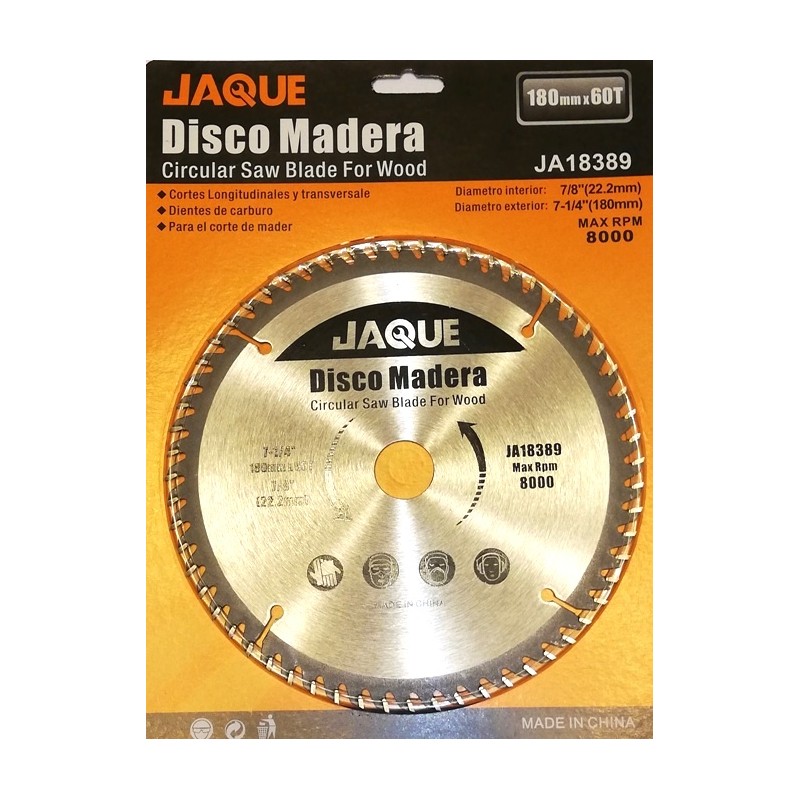 JAQUE
180mm x 60T
Disco Madera
Circular Saw Blade For Wood
JA18389
Cortes Longitudinales y transversale
Dientes de carburo
Para el corte de mader
Diametro interior: 7/8"(22.2mm)
Diametro exterior: 7-1/4"(180mm)
MAX RPM
8000
JAQUE
Disco Madera
Circular Saw Blade For Wood
7-1/4"
7/8"
(22.2mm)
JA18389
Max Rpm
8000
MADE IN CHINA
MADE IN CHINA